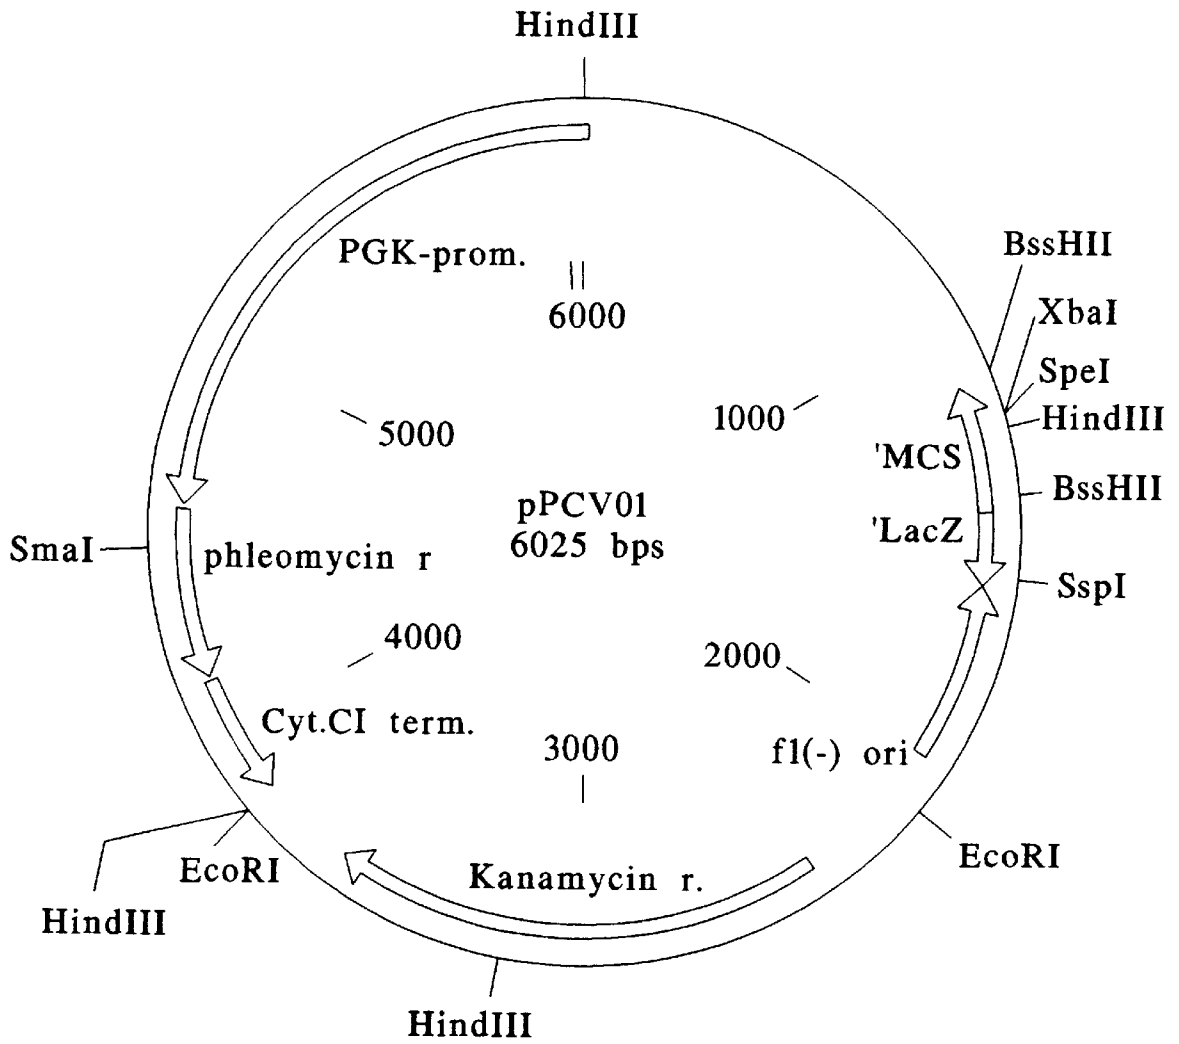 HindIII
BssHII
PGK-prom.
XbaI
6000
SpeI
1000
HindIII
5000
'MCS
BssHII
pPCV01
'LacZ
SmaI
phleomycin r
6025 bps
SspI
4000
2000
Cyt.CI term.
3000
f1(-) ori
EcoRI
EcoRI
Kanamycin r.
HindIII
HindIII